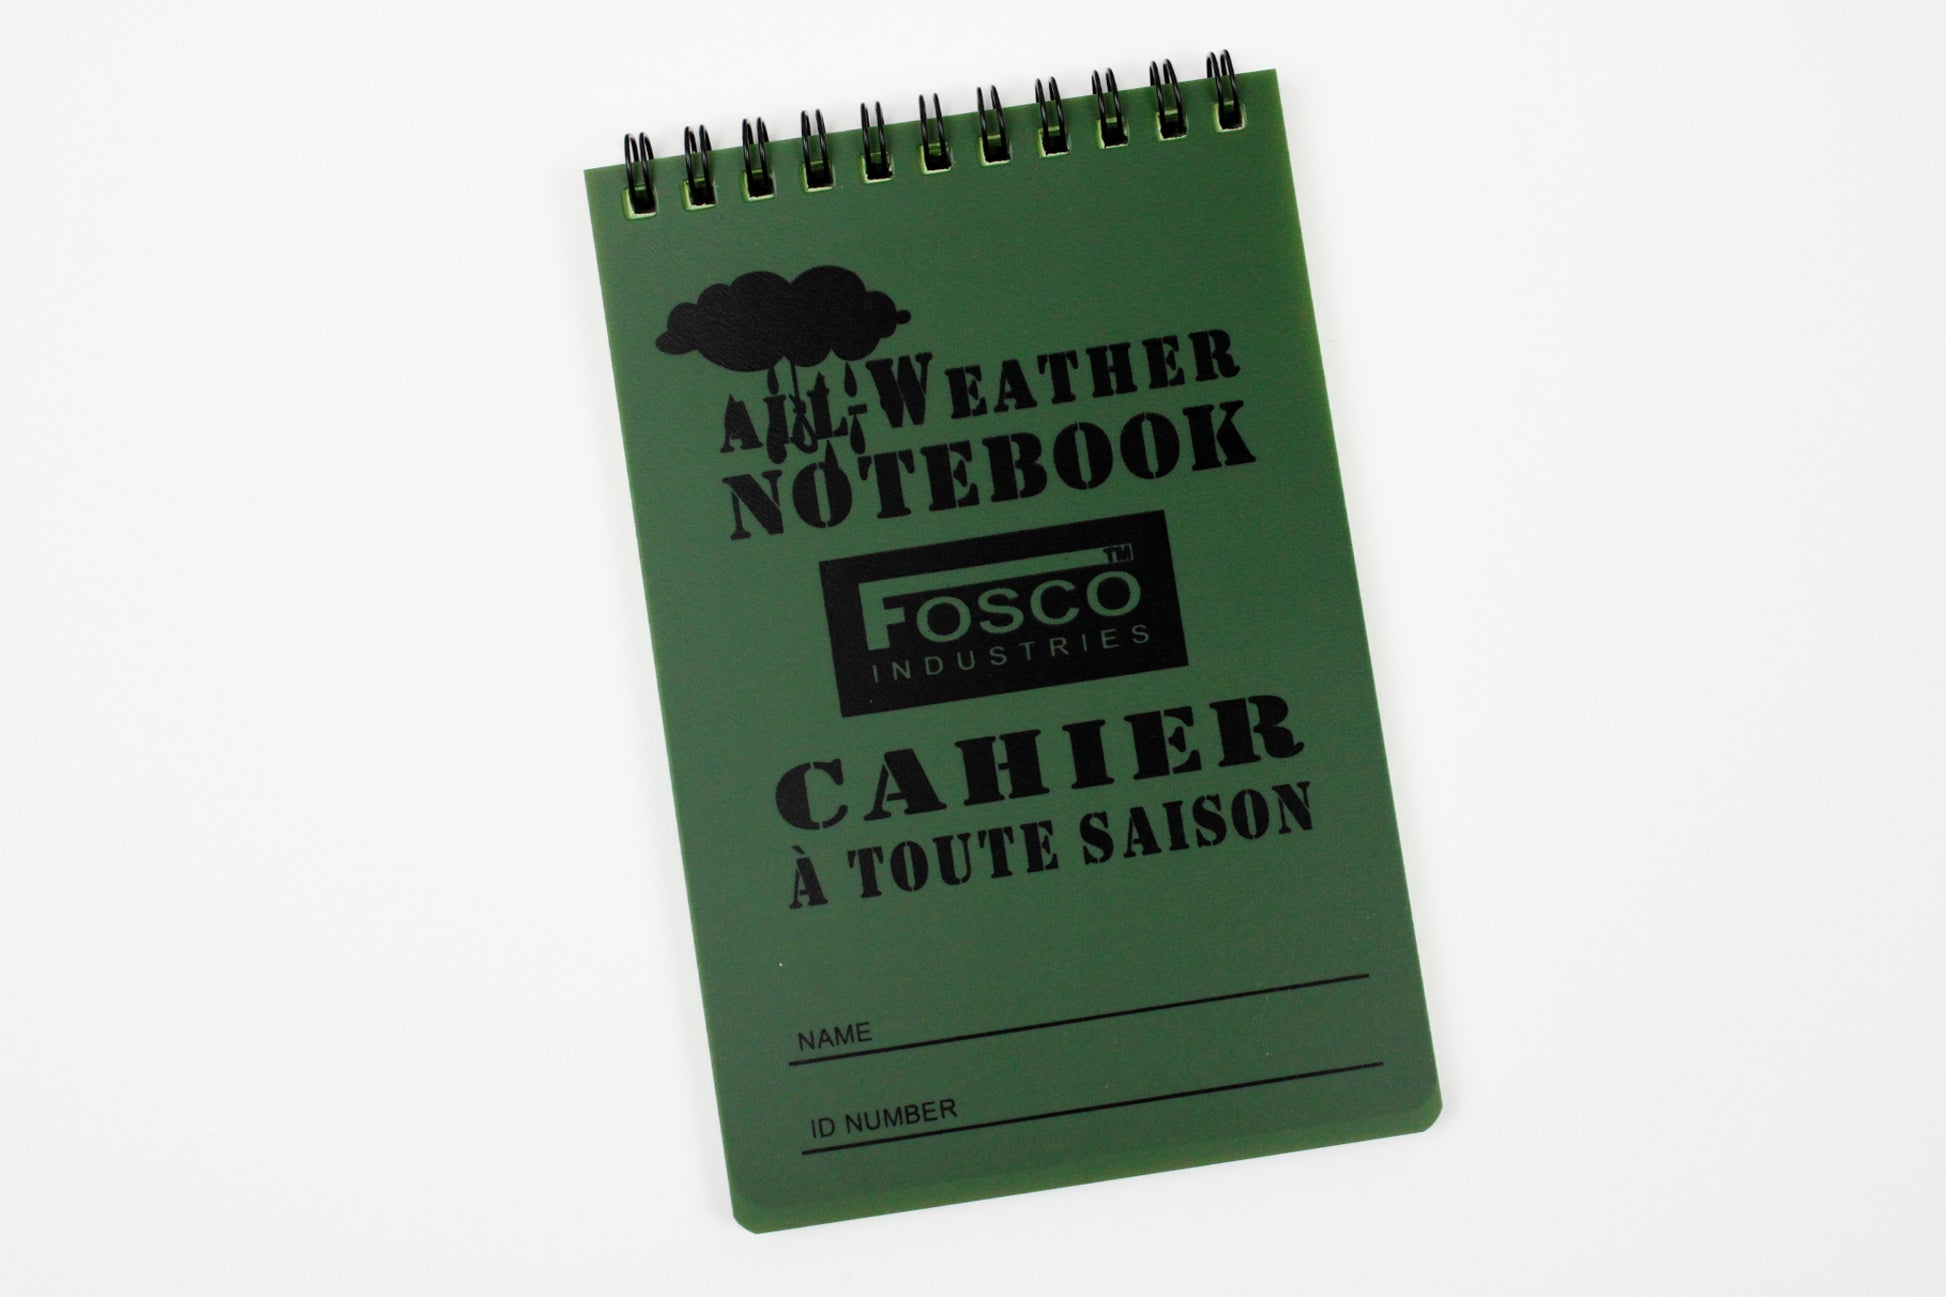 ALL-WEATHER
NOTEBOOK
FOSCO™
INDUSTRIES
CAHIER
À TOUTE SAISON
NAME
ID NUMBER